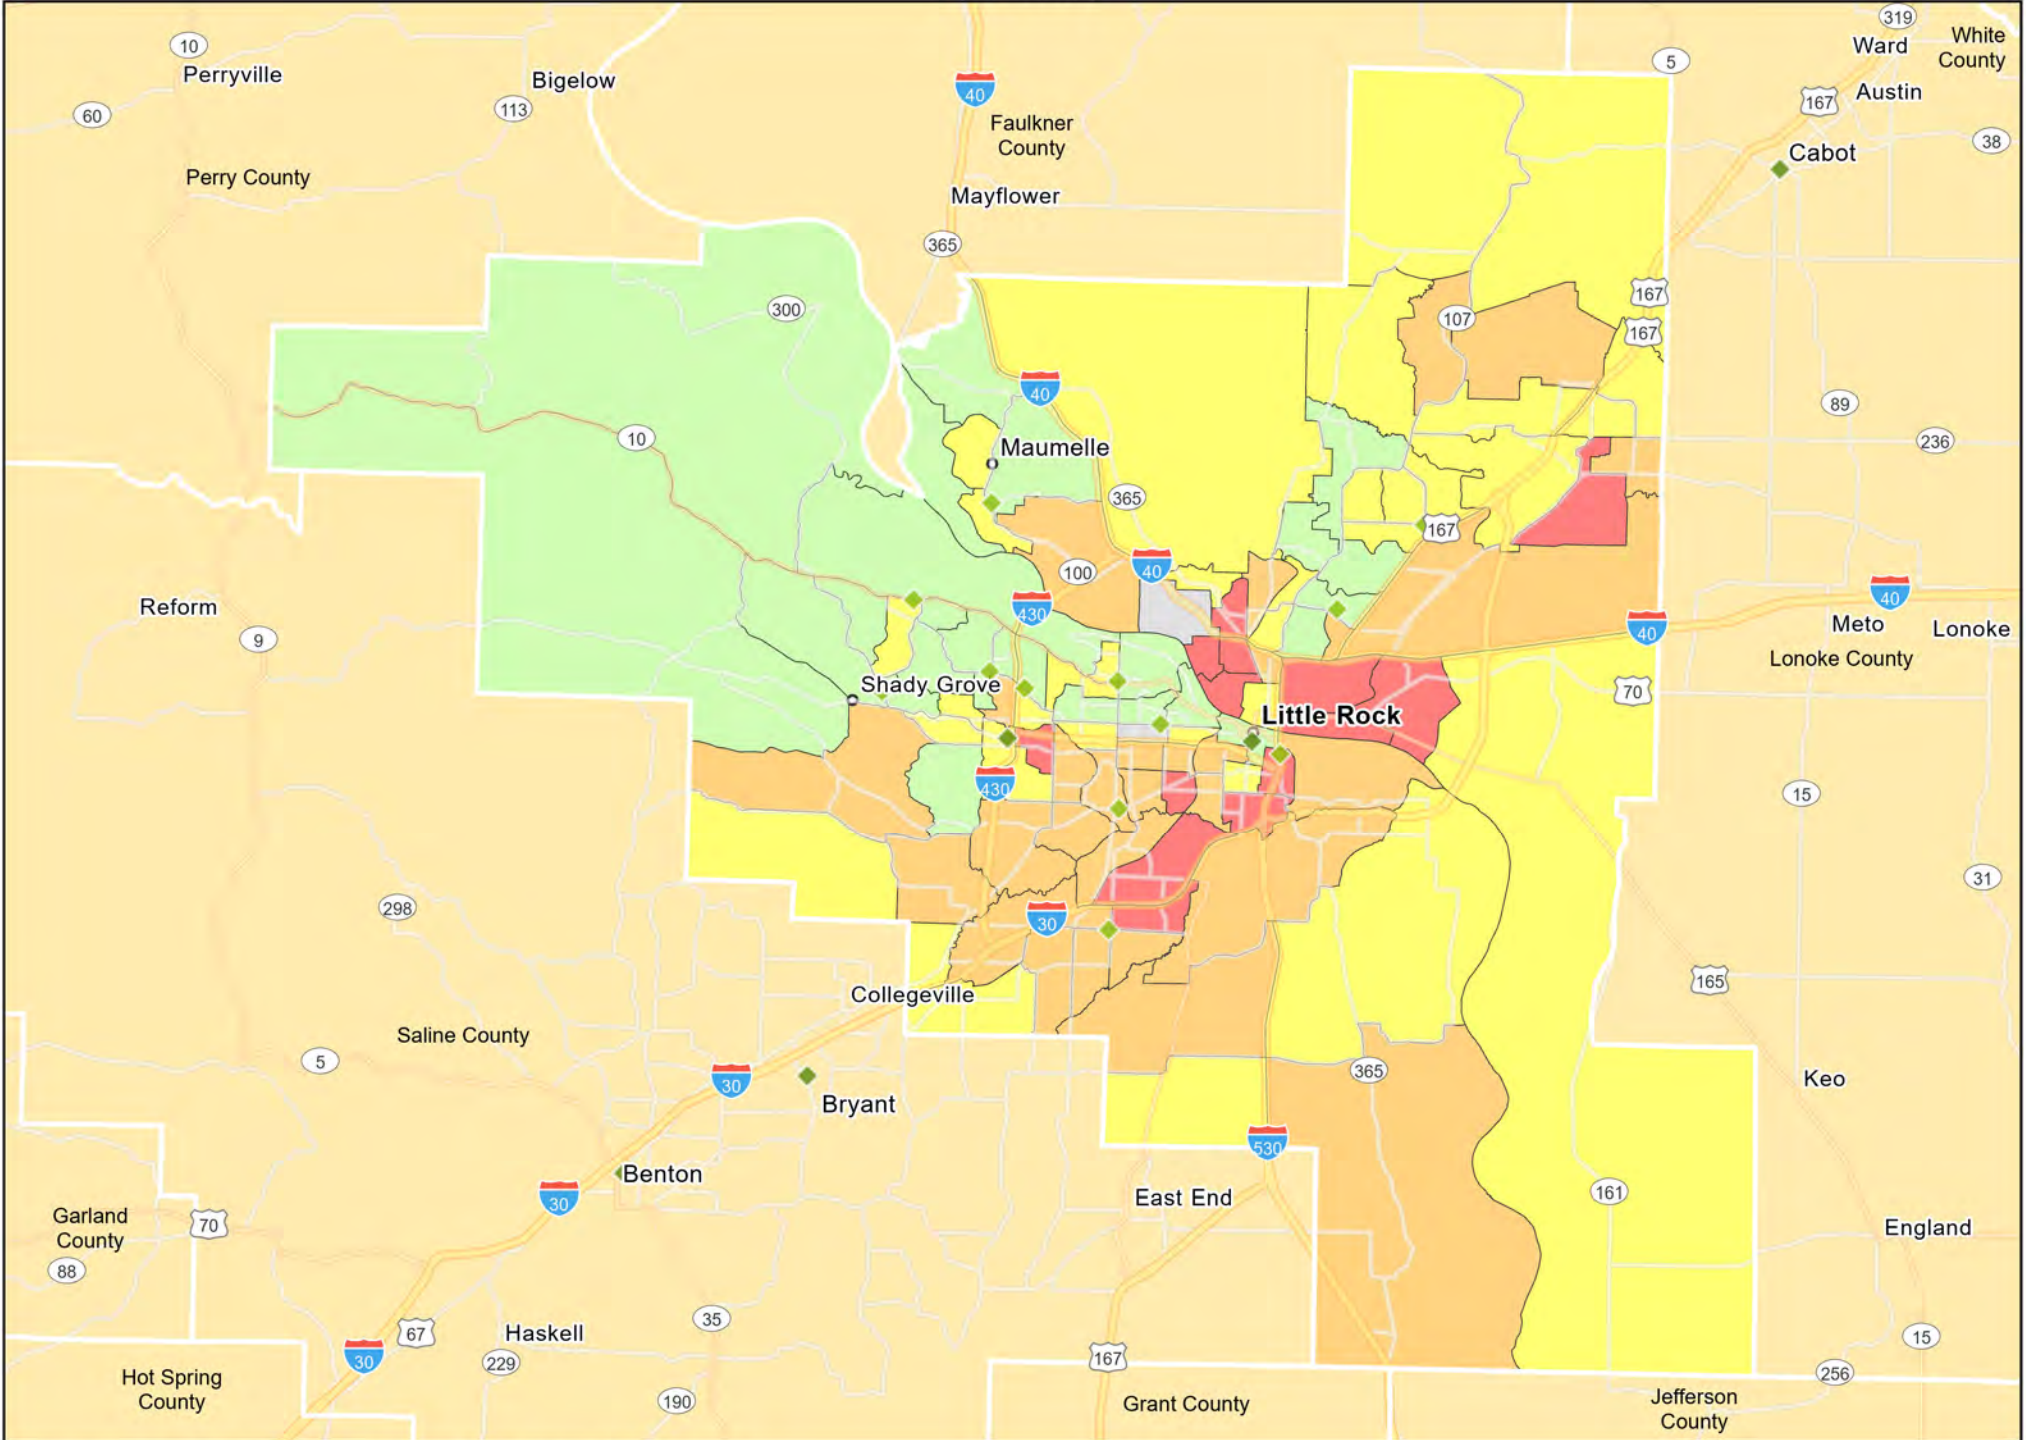 319
Ward
White
County
10
Perryville
5
Bigelow
40
167
Austin
60
113
Faulkner
County
38
Cabot
Perry County
Mayflower
365
167
300
107
167
40
89
10
236
Maumelle
365
167
100
40
430
40
Reform
9
40
Meto
Lonoke
Lonoke County
Shady Grove
70
Little Rock
430
15
31
298
30
165
Collegeville
Saline County
5
365
30
Keo
Bryant
530
Benton
30
East End
161
Garland
County
70
England
88
35
67
Haskell
15
30
229
167
256
Hot Spring
County
190
Grant County
Jefferson
County